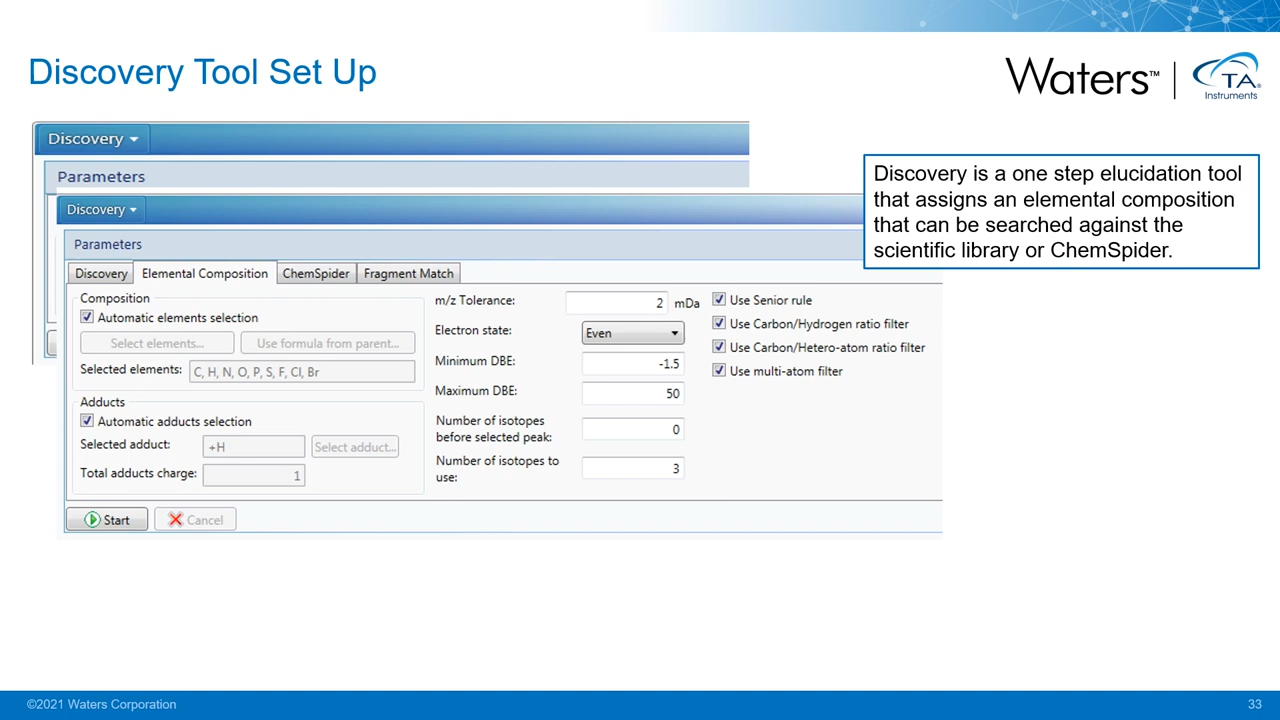 Discovery Tool Set Up
Waters™
TA
Instruments
Discovery
Parameters
Discovery
Parameters
Discovery
Elemental Composition
ChemSpider
Fragment Match
Composition
Automatic elements selection
Select elements...
Use formula from parent...
Selected elements:
C, H, N, O, P, S, F, Cl, Br
Adducts
Automatic adducts selection
Selected adduct:
+H
Select adduct...
Total adducts charge:
1
m/z Tolerance:
2
mDa
Electron state:
Even
Minimum DBE:
-1.5
Maximum DBE:
50
Number of isotopes
before selected peak:
0
Number of isotopes to
use:
3
Use Senior rule
Use Carbon/Hydrogen ratio filter
Use Carbon/Hetero-atom ratio filter
Use multi-atom filter
Start
Cancel
Discovery is a one step elucidation tool
that assigns an elemental composition
that can be searched against the
scientific library or ChemSpider.
©2021 Waters Corporation
33